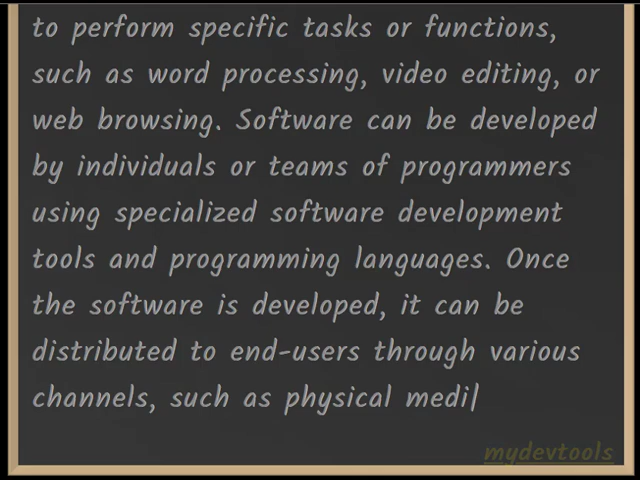 to perform specific tasks or functions,
such as word processing, video editing, or
web browsing. Software can be developed
by individuals or teams of programmers
using specialized software development
tools and programming languages. Once
the software is developed, it can be
distributed to end-users through various
channels, such as physical medi
mydevtools